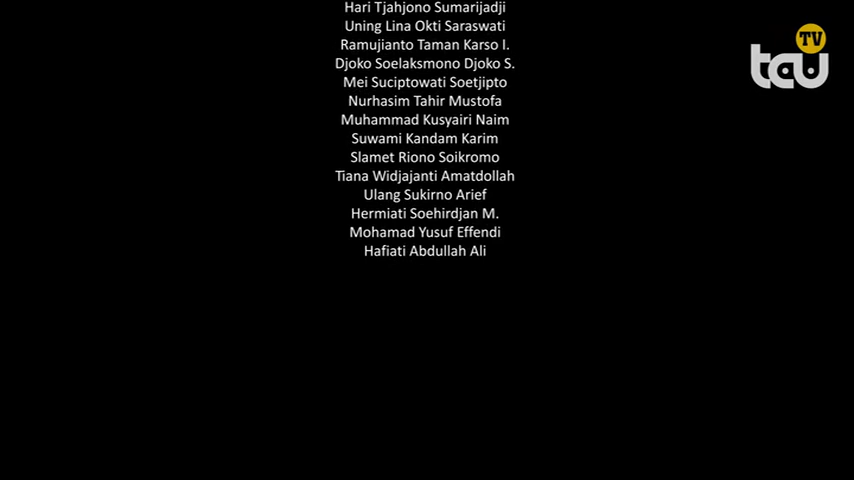 Hari Tjahjono Sumarijadji
Uning Lina Okti Saraswati
Ramujianto Taman Karso I.
Djoko Soelaksmono Djoko S.
Mei Suciptowati Soetjipto
Nurhasim Tahir Mustofa
Muhammad Kusyairi Naim
Suwami Kandam Karim
Slamet Riono Soikromo
Tiana Widjajanti Amatdollah
Ulang Sukirno Arief
Hermiati Soehirdjan M.
Mohamad Yusuf Effendi
Hafiati Abdullah Ali
TV
tau